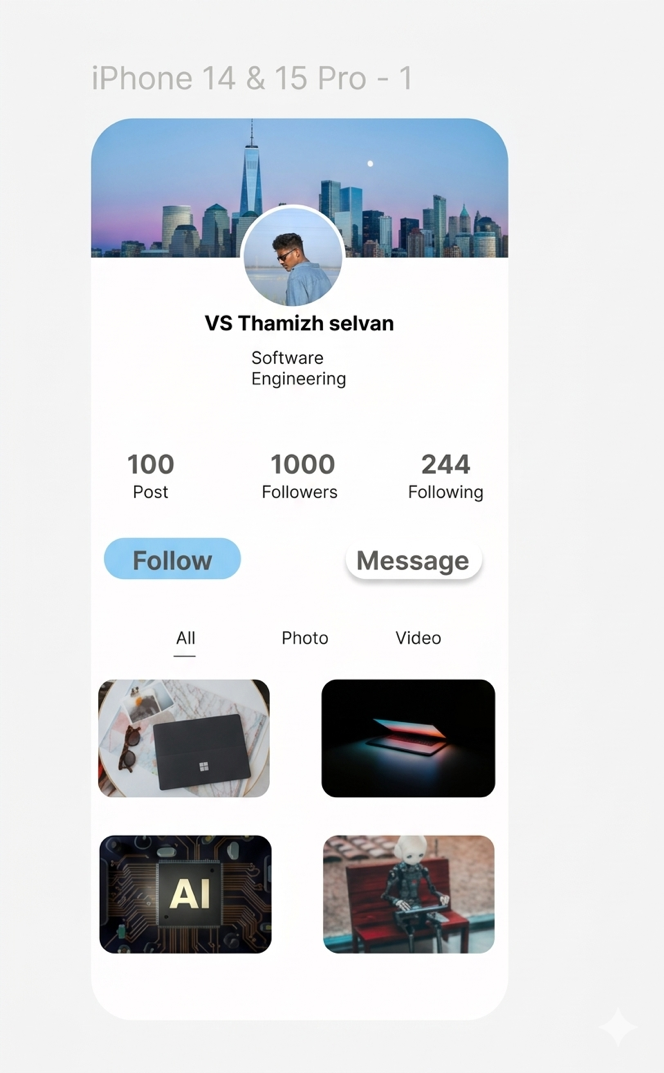 iPhone 14 & 15 Pro - 1
VS Thamizh selvan
Software
Engineering
100 1000 244
Post Followers Following
Follow Message
All Photo Video
AI